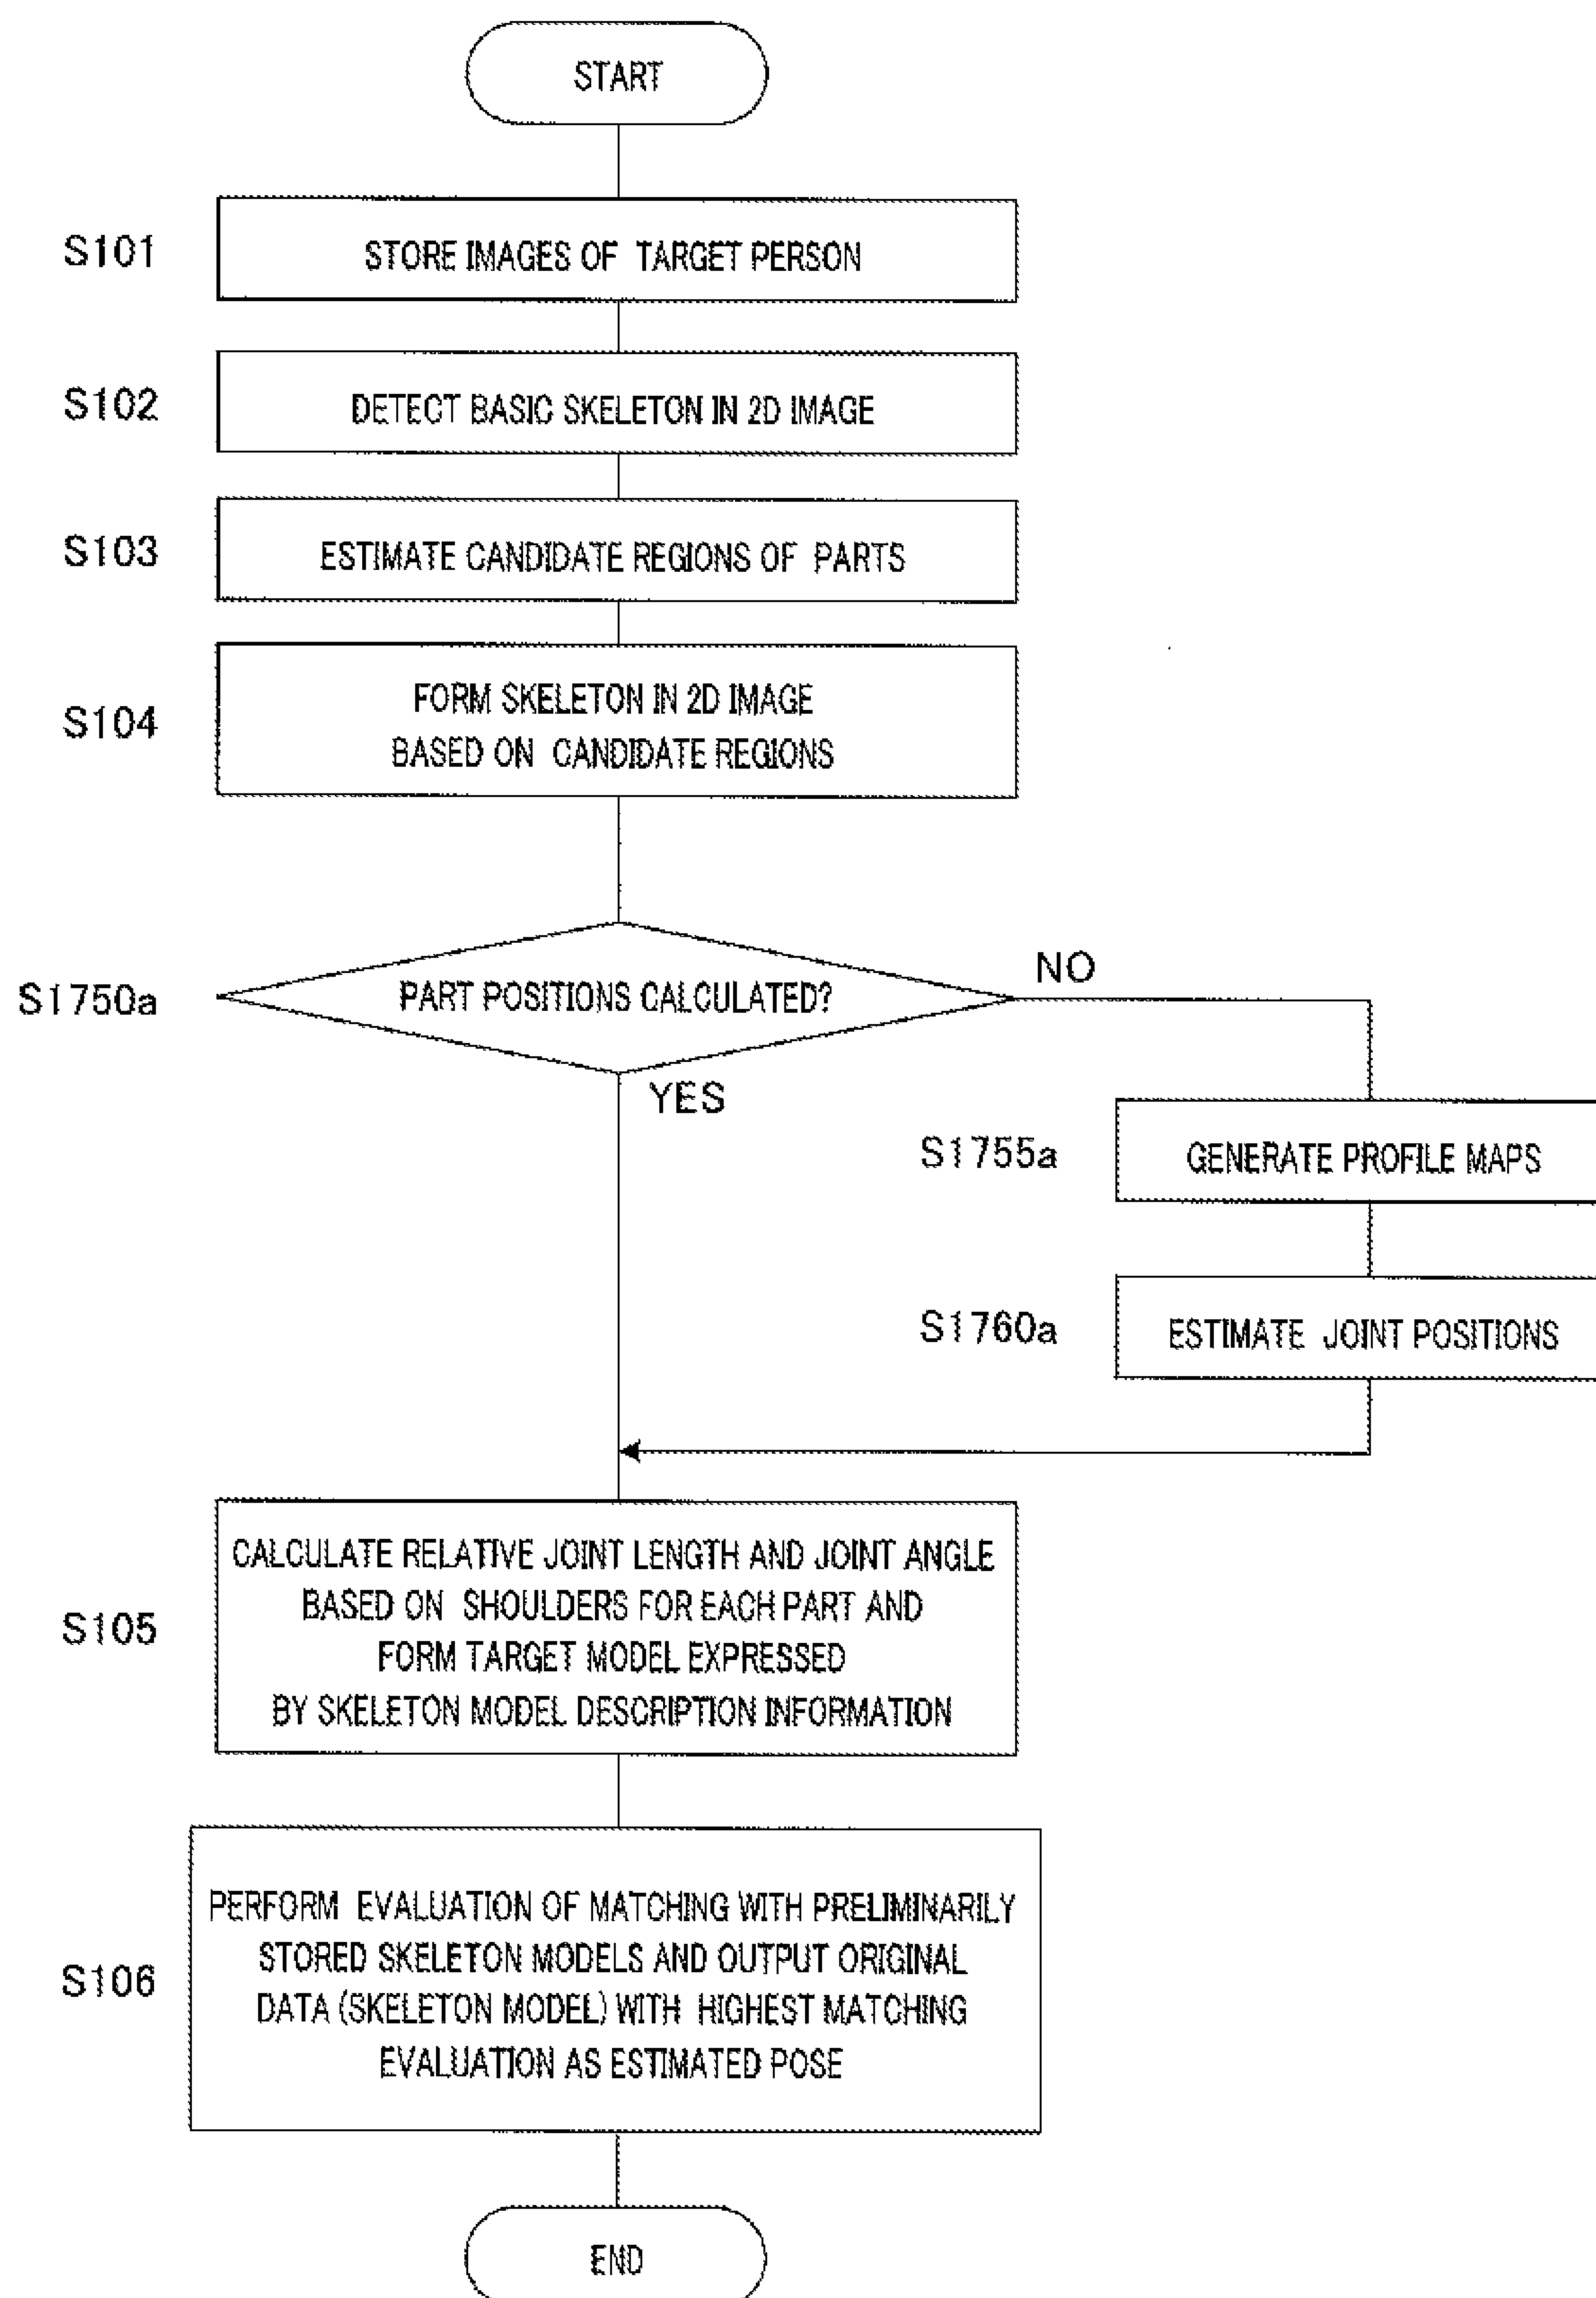 START
S101
STORE IMAGES OF TARGET PERSON
S102
DETECT BASIC SKELETON IN 2D IMAGE
S103
ESTIMATE CANDIDATE REGIONS OF PARTS
S104
FORM SKELETON IN 2D IMAGE
BASED ON CANDIDATE REGIONS
S1750a
PART POSITIONS CALCULATED?
NO
YES
S1755a
GENERATE PROFILE MAPS
S1760a
ESTIMATE JOINT POSITIONS
S105
CALCULATE RELATIVE JOINT LENGTH AND JOINT ANGLE
BASED ON SHOULDERS FOR EACH PART AND
FORM TARGET MODEL EXPRESSED
BY SKELETON MODEL DESCRIPTION INFORMATION
S106
PERFORM EVALUATION OF MATCHING WITH PRELIMINARILY
STORED SKELETON MODELS AND OUTPUT ORIGINAL
DATA (SKELETON MODEL) WITH HIGHEST MATCHING
EVALUATION AS ESTIMATED POSE
END